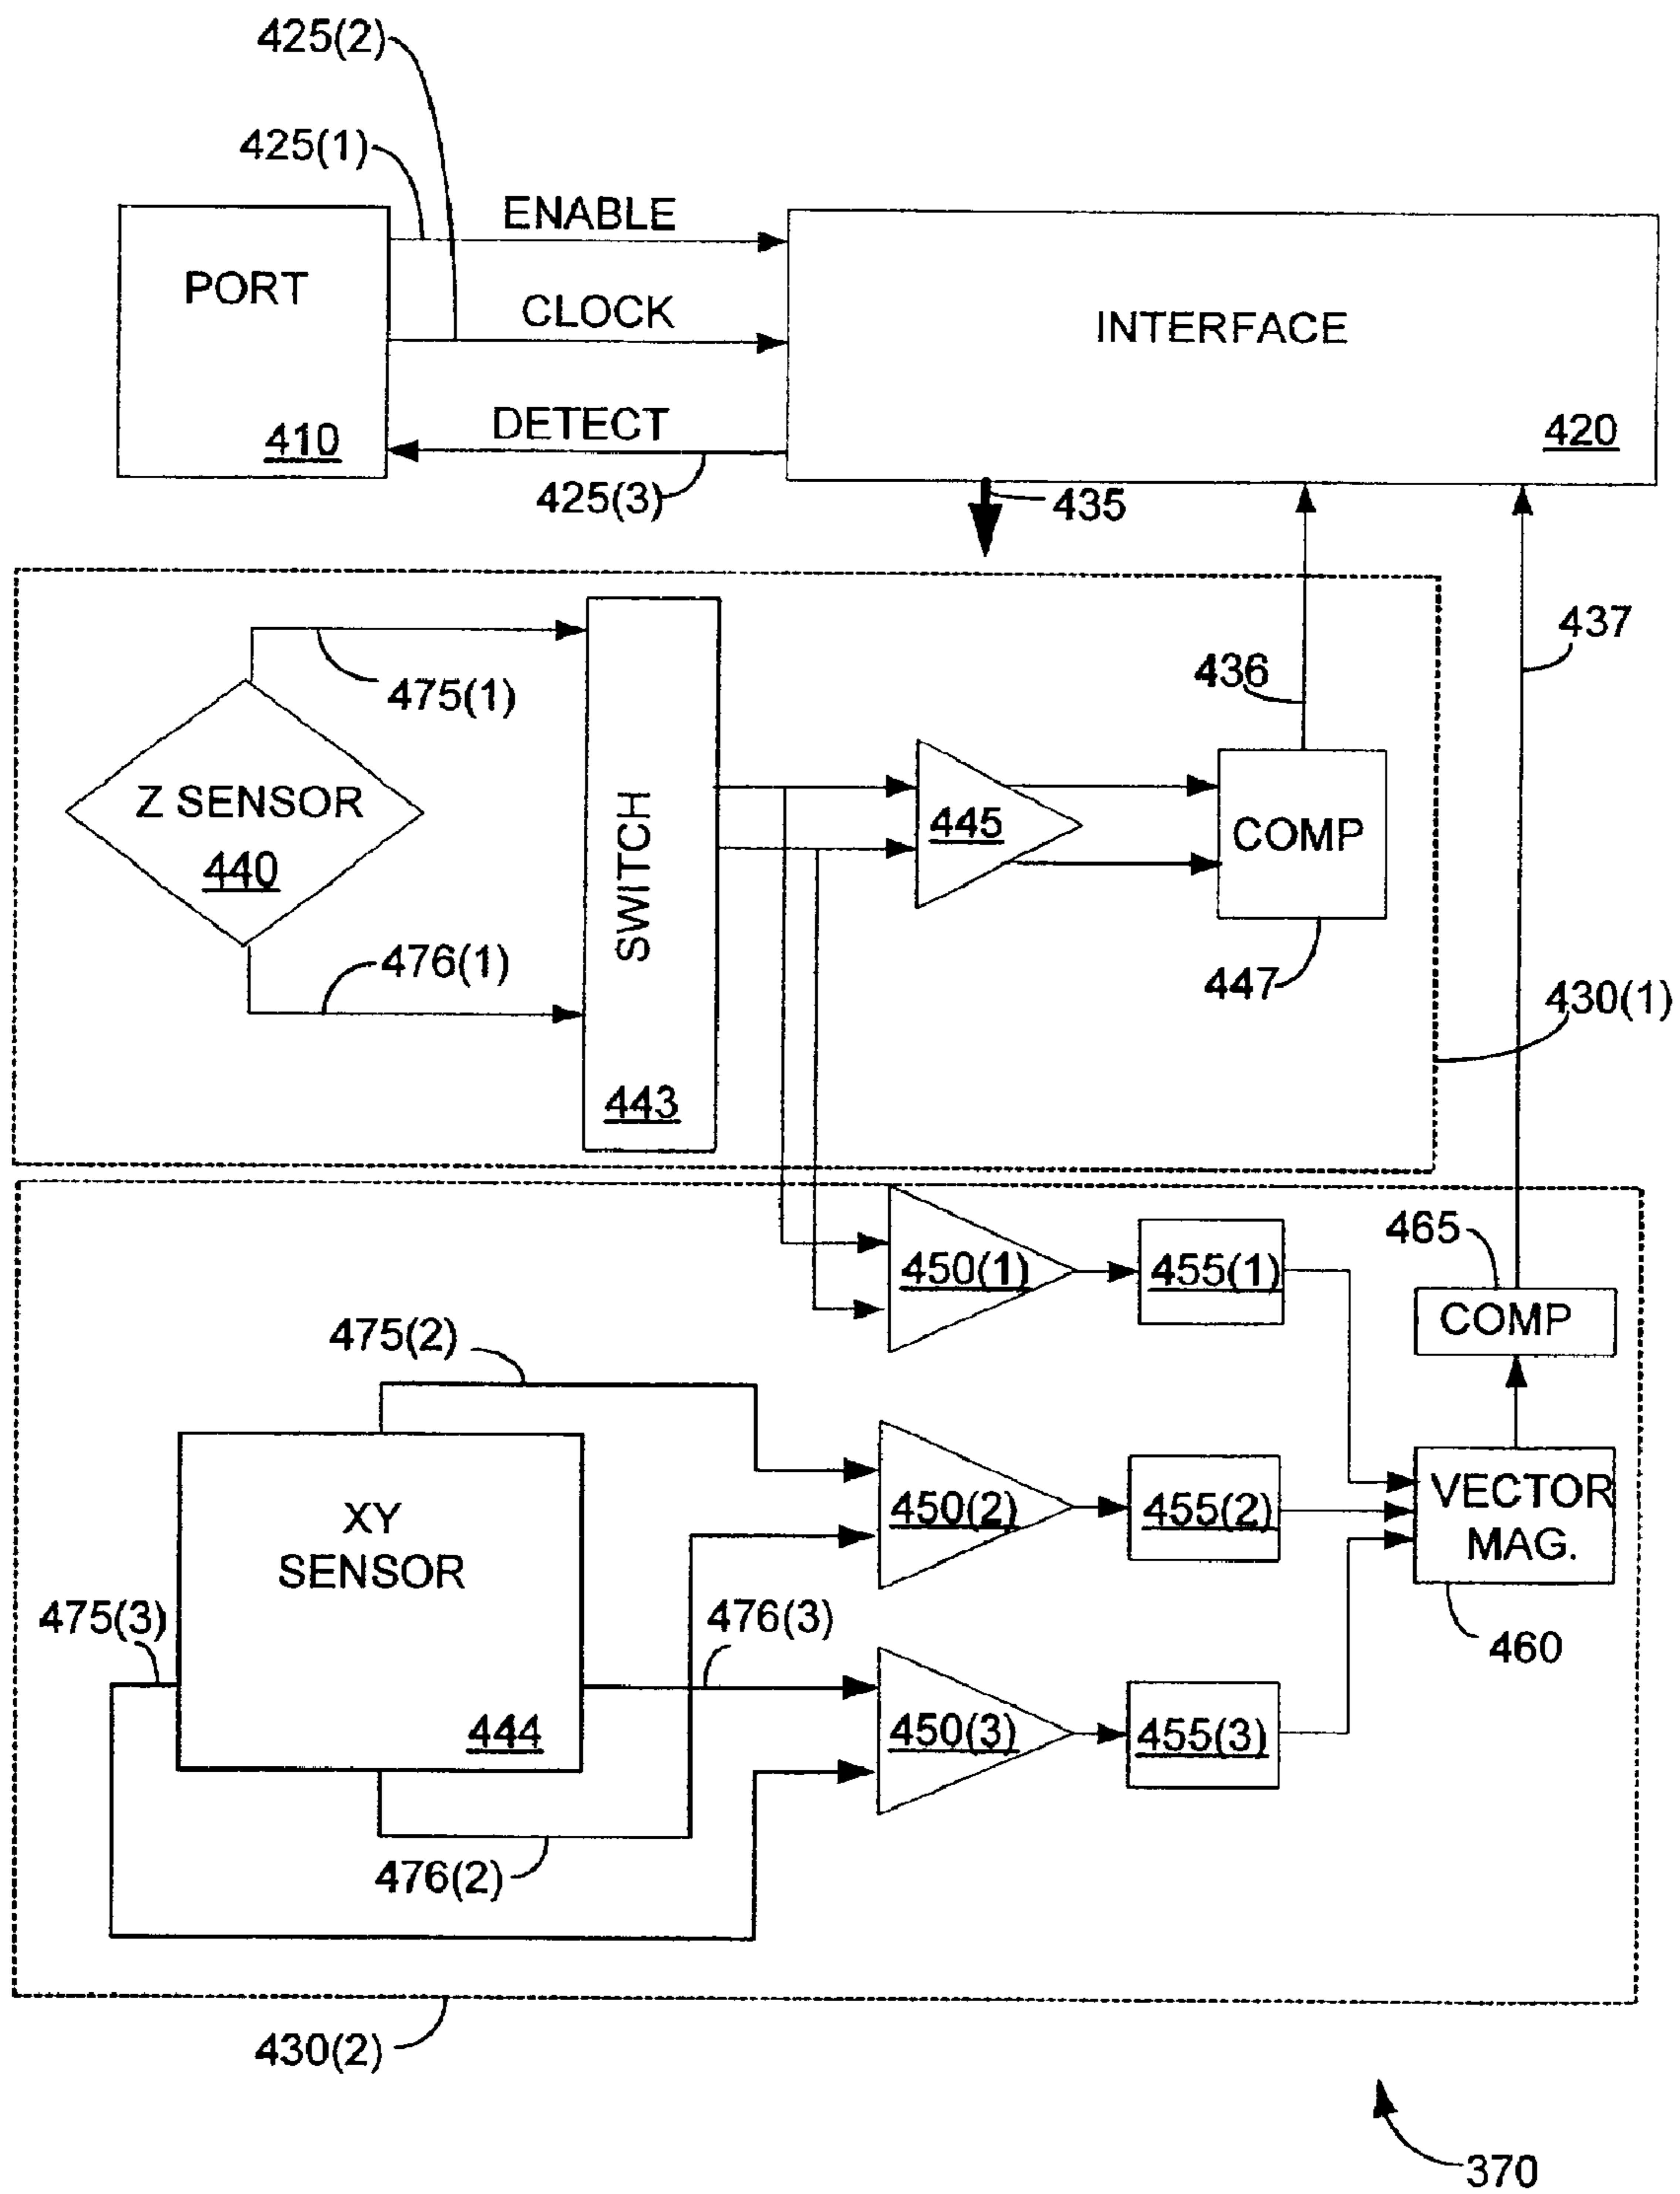 425(2)
425(1)
ENABLE
PORT
CLOCK
INTERFACE
DETECT
410
420
425(3)
435
437
436
475(1)
Z SENSOR
440
SWITCH
445
COMP
476(1)
447
430(1)
443
465
450(1)
455(1)
COMP
475(2)
XY
SENSOR
450(2)
455(2)
VECTOR
MAG.
475(3)
476(3)
460
444
450(3)
455(3)
476(2)
430(2)
370